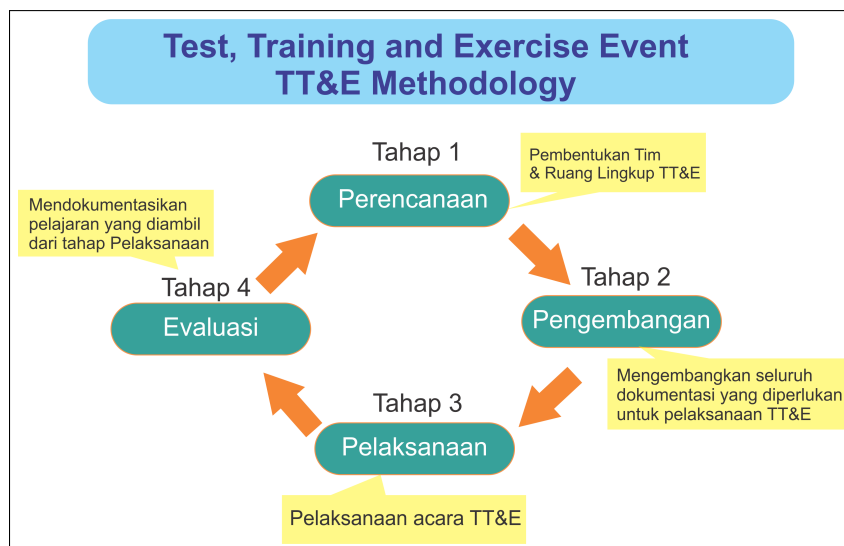 Test, Training and Exercise Event
TT&E Methodology
Tahap 1
Perencanaan
Pembentukan Tim
& Ruang Lingkup TT&E
Tahap 2
Pengembangan
Mengembangkan seluruh
dokumentasi yang diperlukan
untuk pelaksanaan TT&E
Tahap 3
Pelaksanaan
Pelaksanaan acara TT&E
Tahap 4
Evaluasi
Mendokumentasikan
pelajaran yang diambil
dari tahap Pelaksanaan